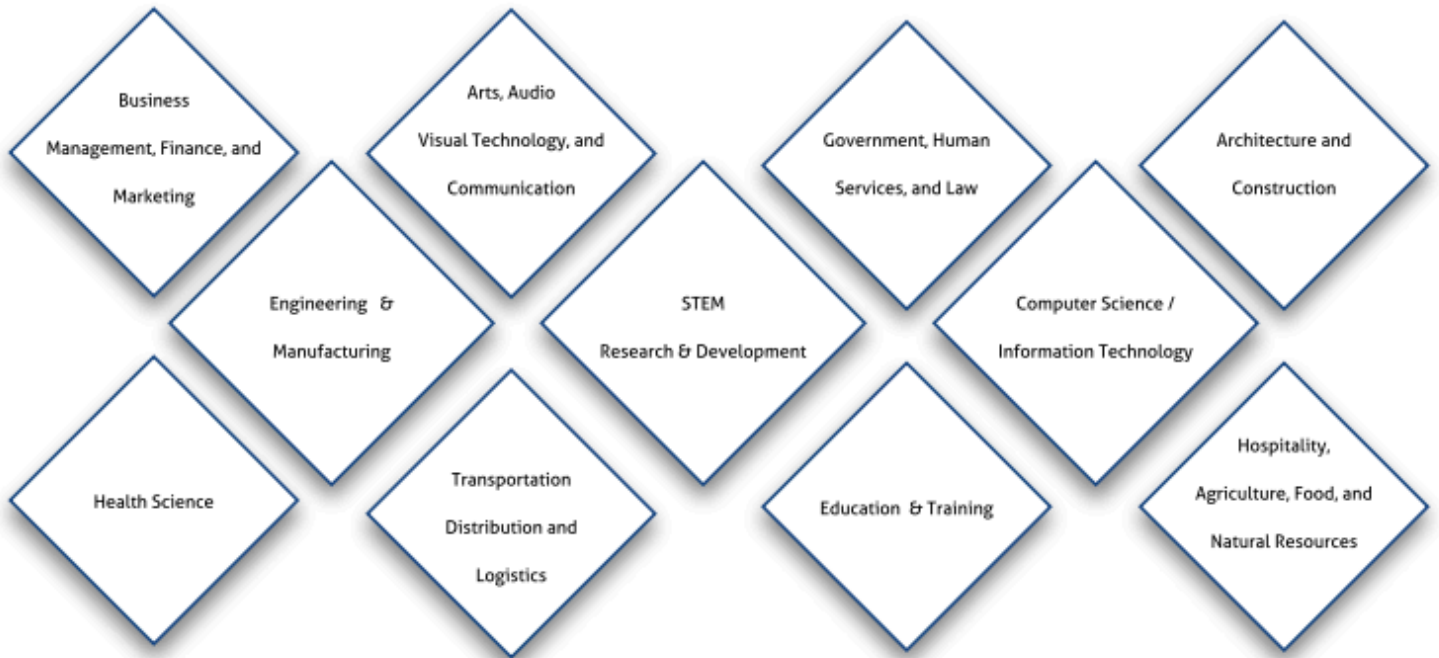 Business
Management, Finance, and
Marketing
Arts, Audio
Visual Technology, and
Communication
Government, Human
Services, and Law
Architecture and
Construction
Engineering &
Manufacturing
STEM
Research & Development
Computer Science /
Information Technology
Health Science
Transportation
Distribution and
Logistics
Education & Training
Hospitality,
Agriculture, Food, and
Natural Resources